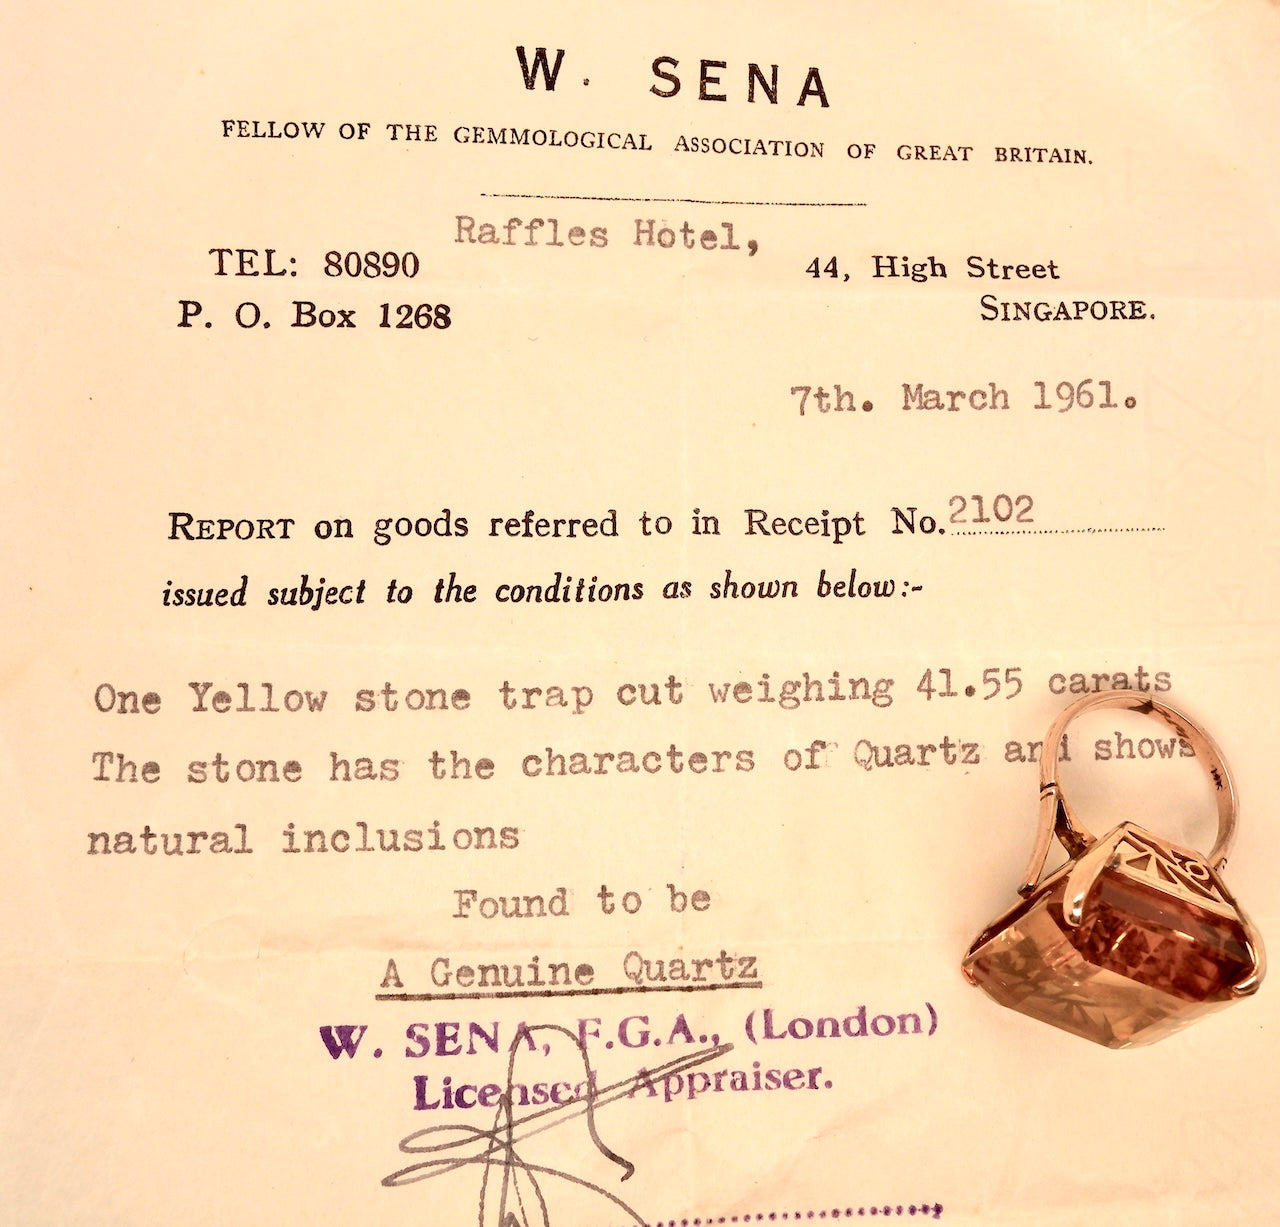 W. SENA
FELLOW OF THE GEMMOLOGICAL ASSOCIATION OF GREAT BRITAIN.
Raffles Hotel,
TEL: 80890 44, High Street
P. O. Box 1268 SINGAPORE.
7th. March 1961.
REPORT on goods referred to in Receipt No. 2102
issued subject to the conditions as shown below:-
One Yellow stone trap cut weighing 41.55 carats
The stone has the characters of Quartz and shows
natural inclusions
Found to be
A Genuine Quartz
W. SENA, F.G.A., (London)
Licensed Appraiser.